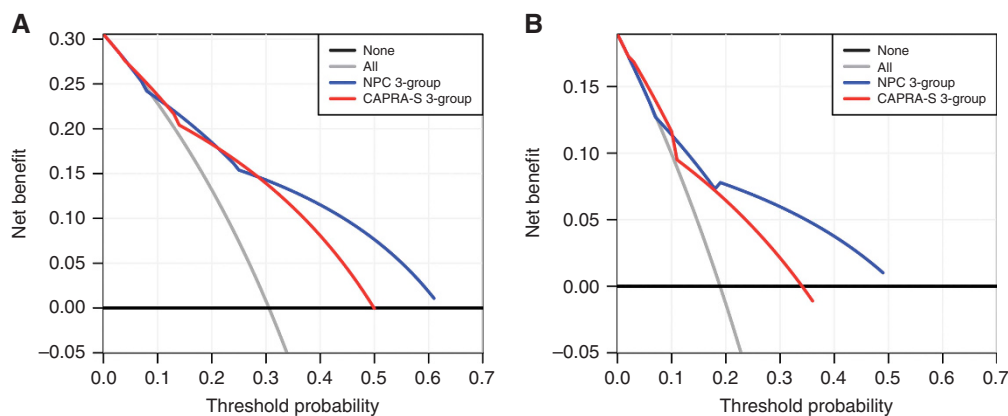 A
0.30
0.25
0.20
0.15
0.10
0.05
0.00
−0.05
Net benefit
0.0 0.1 0.2 0.3 0.4 0.5 0.6 0.7
Threshold probability
None
All
NPC 3-group
CAPRA-S 3-group
B
0.15
0.10
0.05
0.00
−0.05
Net benefit
0.0 0.1 0.2 0.3 0.4 0.5 0.6 0.7
Threshold probability
None
All
NPC 3-group
CAPRA-S 3-group